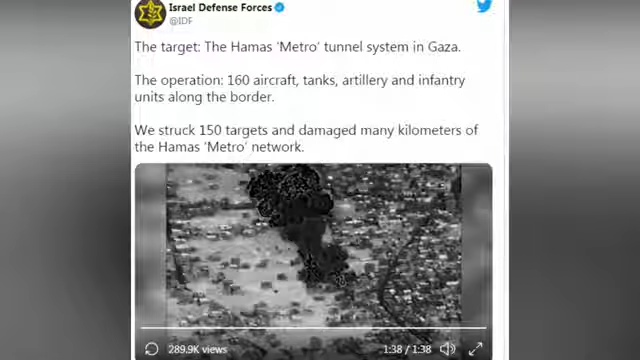 Israel Defense Forces
@IDF
The target: The Hamas ‘Metro’ tunnel system in Gaza.
The operation: 160 aircraft, tanks, artillery and infantry
units along the border.
We struck 150 targets and damaged many kilometers of
the Hamas ‘Metro’ network.
289.9K views
1:38 / 1:38